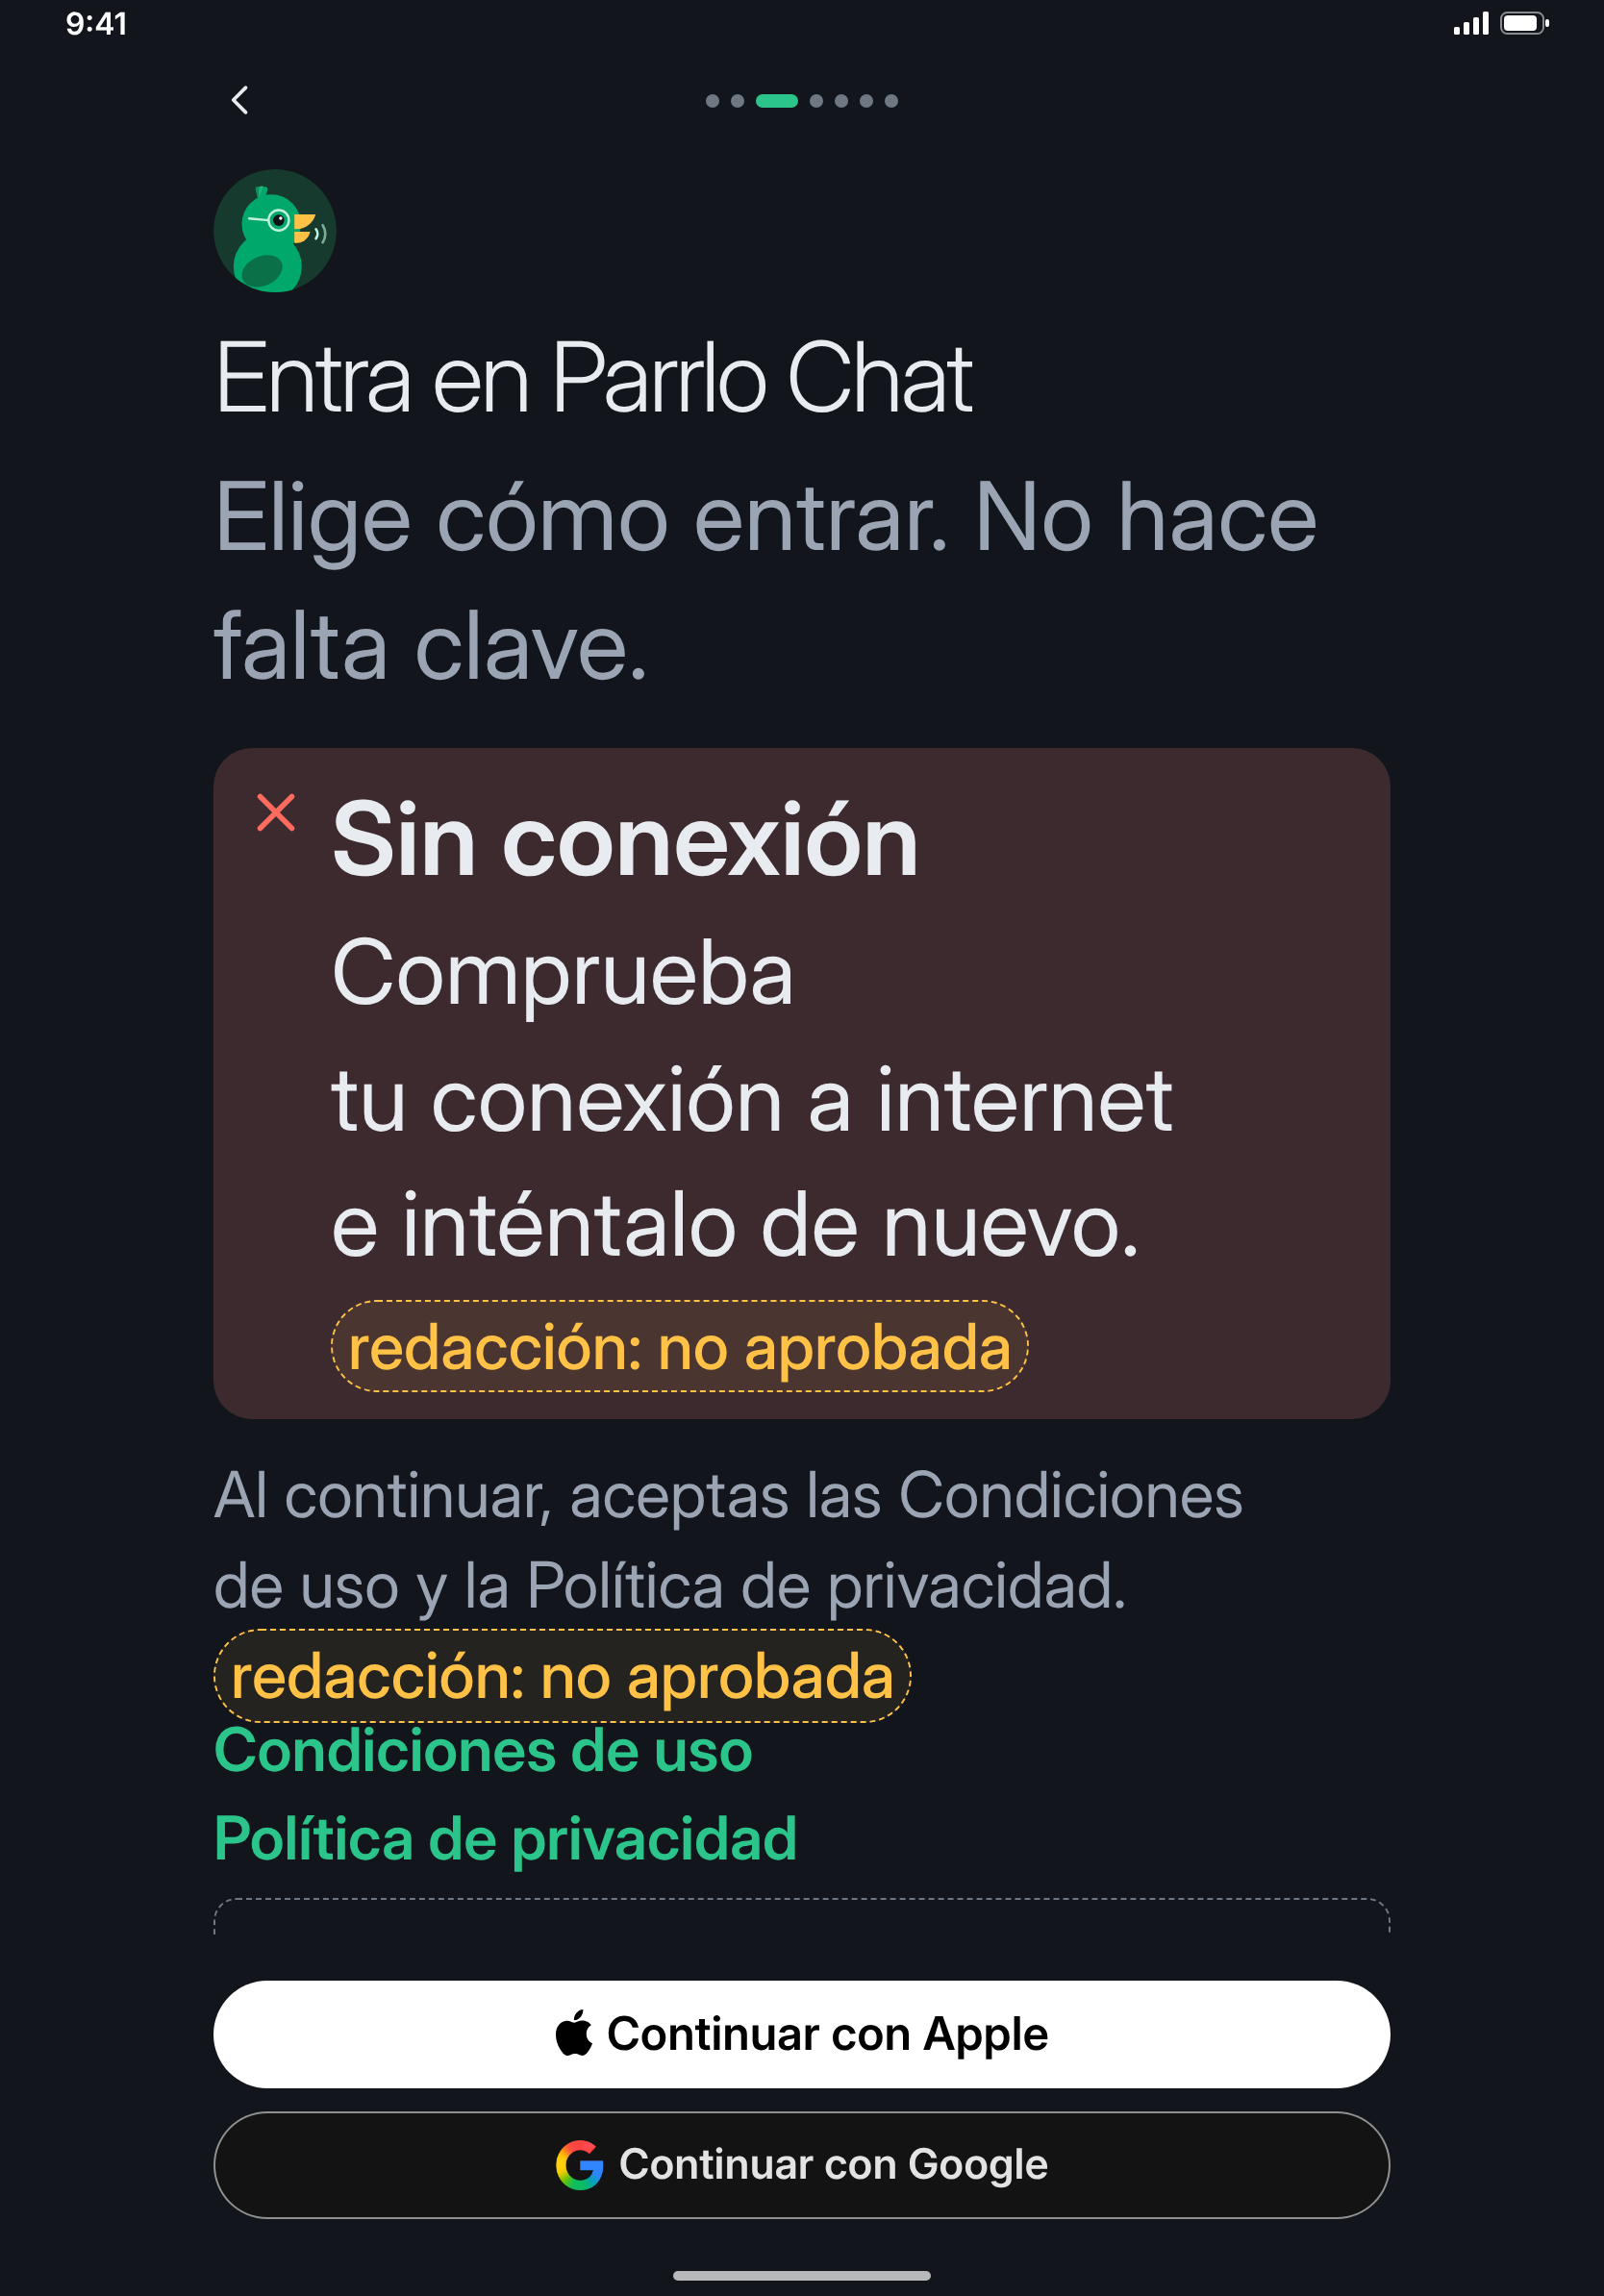 9:41
Entra en Parrlo Chat
Elige cómo entrar. No hace
falta clave.
Sin conexión
Comprueba
tu conexión a internet
e inténtalo de nuevo.
redacción: no aprobada
Al continuar, aceptas las Condiciones
de uso y la Política de privacidad.
redacción: no aprobada
Condiciones de uso
Política de privacidad
Continuar con Apple
Continuar con Google